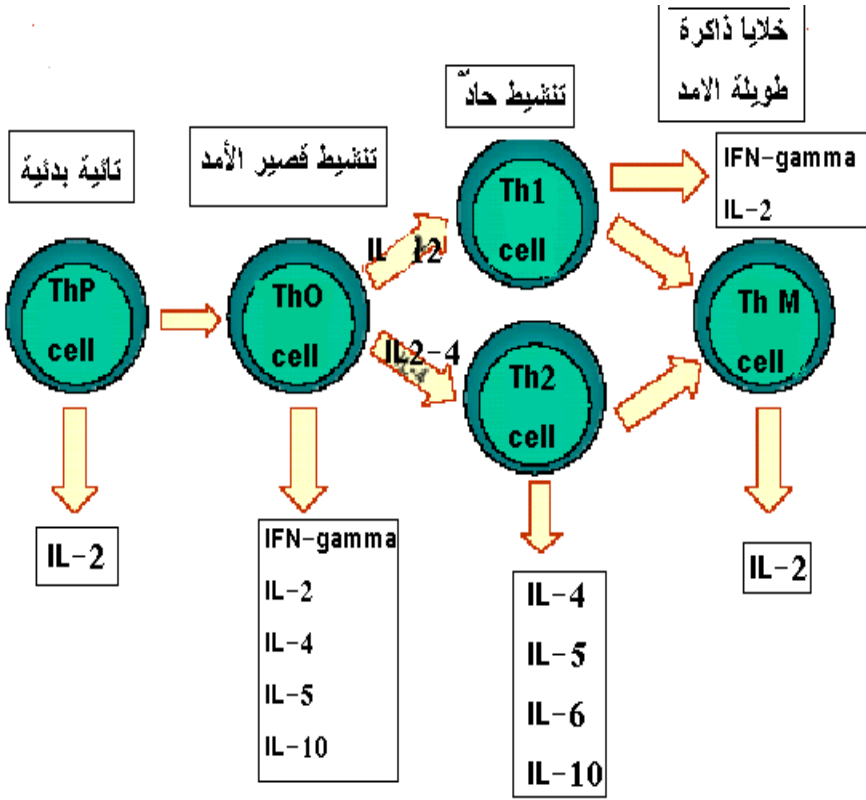 خلايا ذاكرة
طويلة الامد
تنشيط حادّ
تنشيط قصير الأمد
تائية بدئية
IFN-gamma
IL-2
Th1
cell
IL-12
ThP
cell
ThO
cell
Th M
cell
IL2-4
Th2
cell
IL-2
IFN-gamma
IL-2
IL-4
IL-5
IL-10
IL-4
IL-5
IL-6
IL-10
IL-2